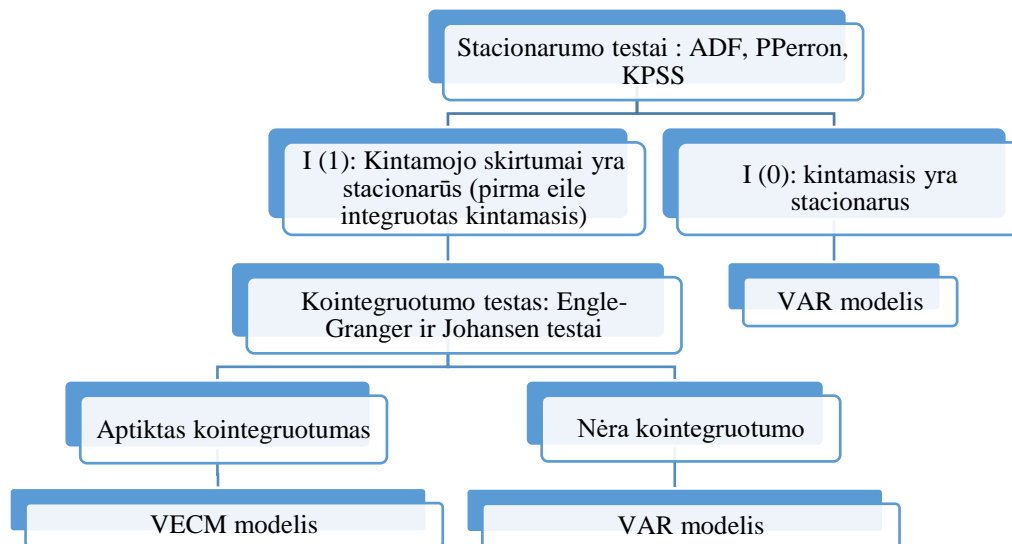 Stacionarumo testai : ADF, PPerron,
KPSS
I (1): Kintamojo skirtumai yra
stacionarūs (pirma eile
integruotas kintamasis)
I (0): kintamasis yra
stacionarus
Kointegruotumo testas: Engle-
Granger ir Johansen testai
VAR modelis
Aptiktas kointegruotumas
Nėra kointegruotumo
VECM modelis
VAR modelis